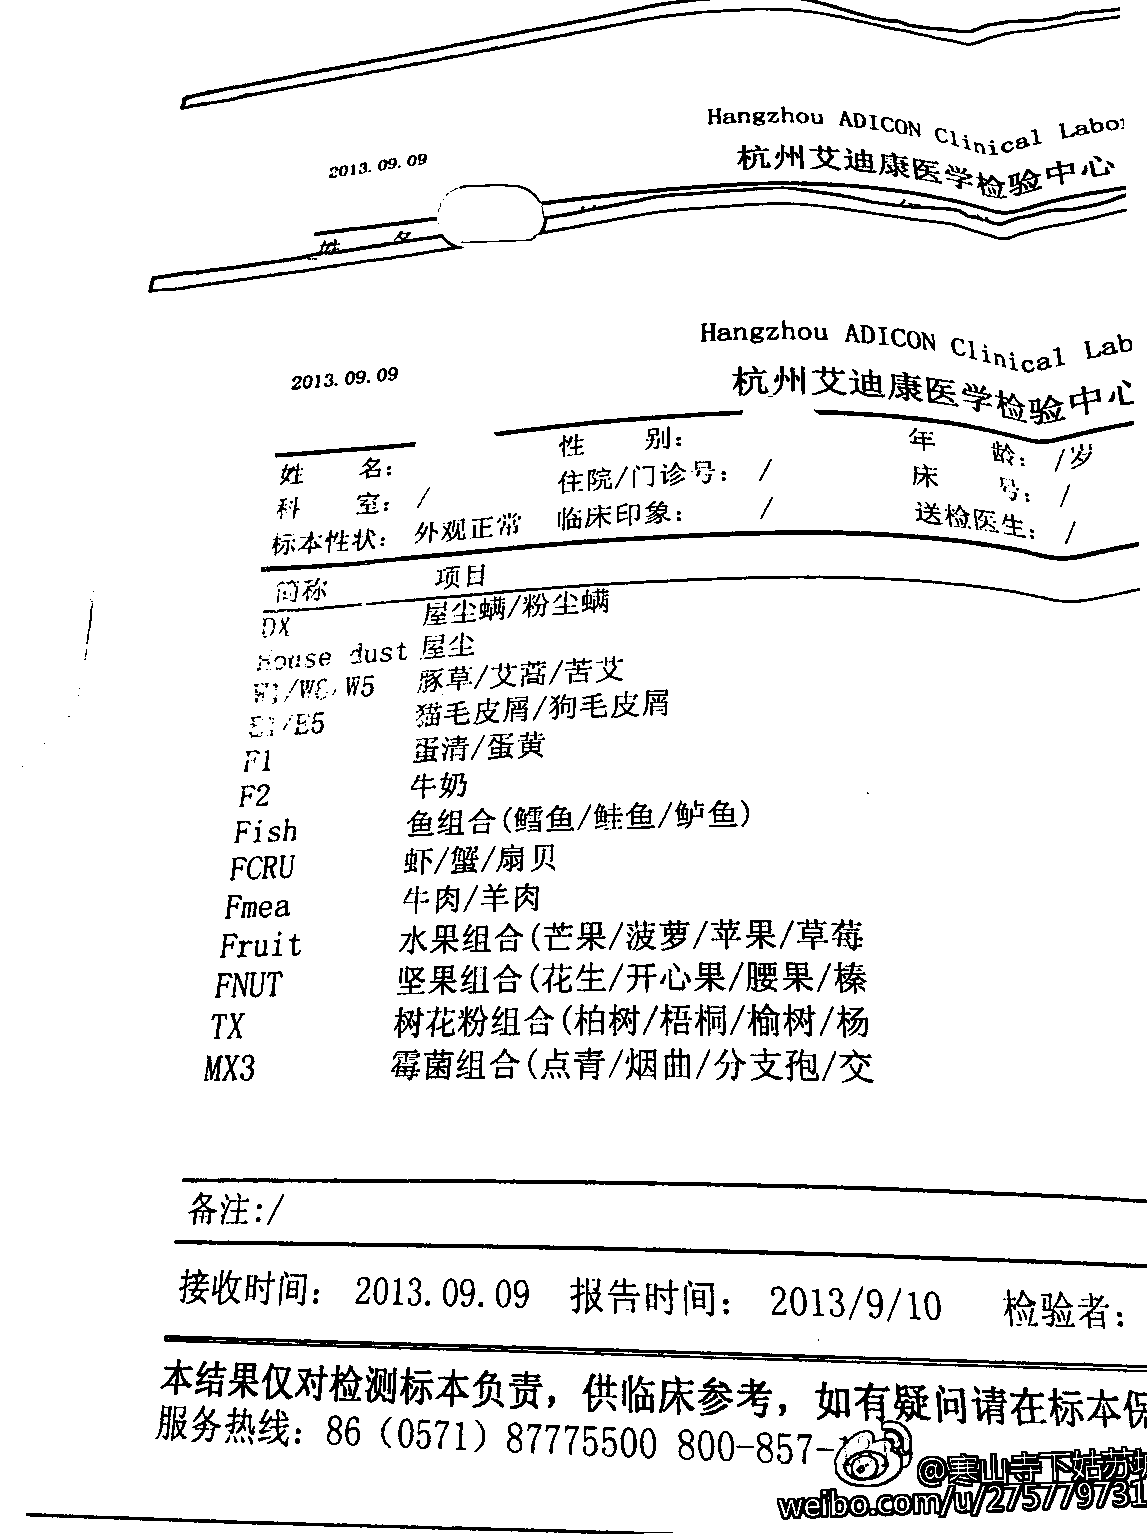 Hangzhou ADICON Clinical Labor
2013.09.09
杭州艾迪康医学检验中心
姓 名
Hangzhou ADICON Clinical Lab
2013.09.09
杭州艾迪康医学检验中心
姓 名: 性 别: 年 龄: /岁
科 室: / 住院/门诊号: / 床 号: /
标本性状: 外观正常 临床印象: / 送检医生: /
简称 项目
DX 屋尘螨/粉尘螨
House dust 屋尘
W1/W6/W5 豚草/艾蒿/苦艾
E1/E5 猫毛皮屑/狗毛皮屑
F1 蛋清/蛋黄
F2 牛奶
Fish 鱼组合(鳕鱼/鲑鱼/鲈鱼)
FCRU 虾/蟹/扇贝
Fmea 牛肉/羊肉
Fruit 水果组合(芒果/菠萝/苹果/草莓
FNUT 坚果组合(花生/开心果/腰果/榛
TX 树花粉组合(柏树/梧桐/榆树/杨
MX3 霉菌组合(点青/烟曲/分支孢/交
备注:/
接收时间: 2013.09.09 报告时间: 2013/9/10 检验者:
本结果仅对检测标本负责，供临床参考，如有疑问请在标本保
服务热线: 86 (0571) 87775500 800-857-
@寒山寺下姑苏城
weibo.com/u/275779731